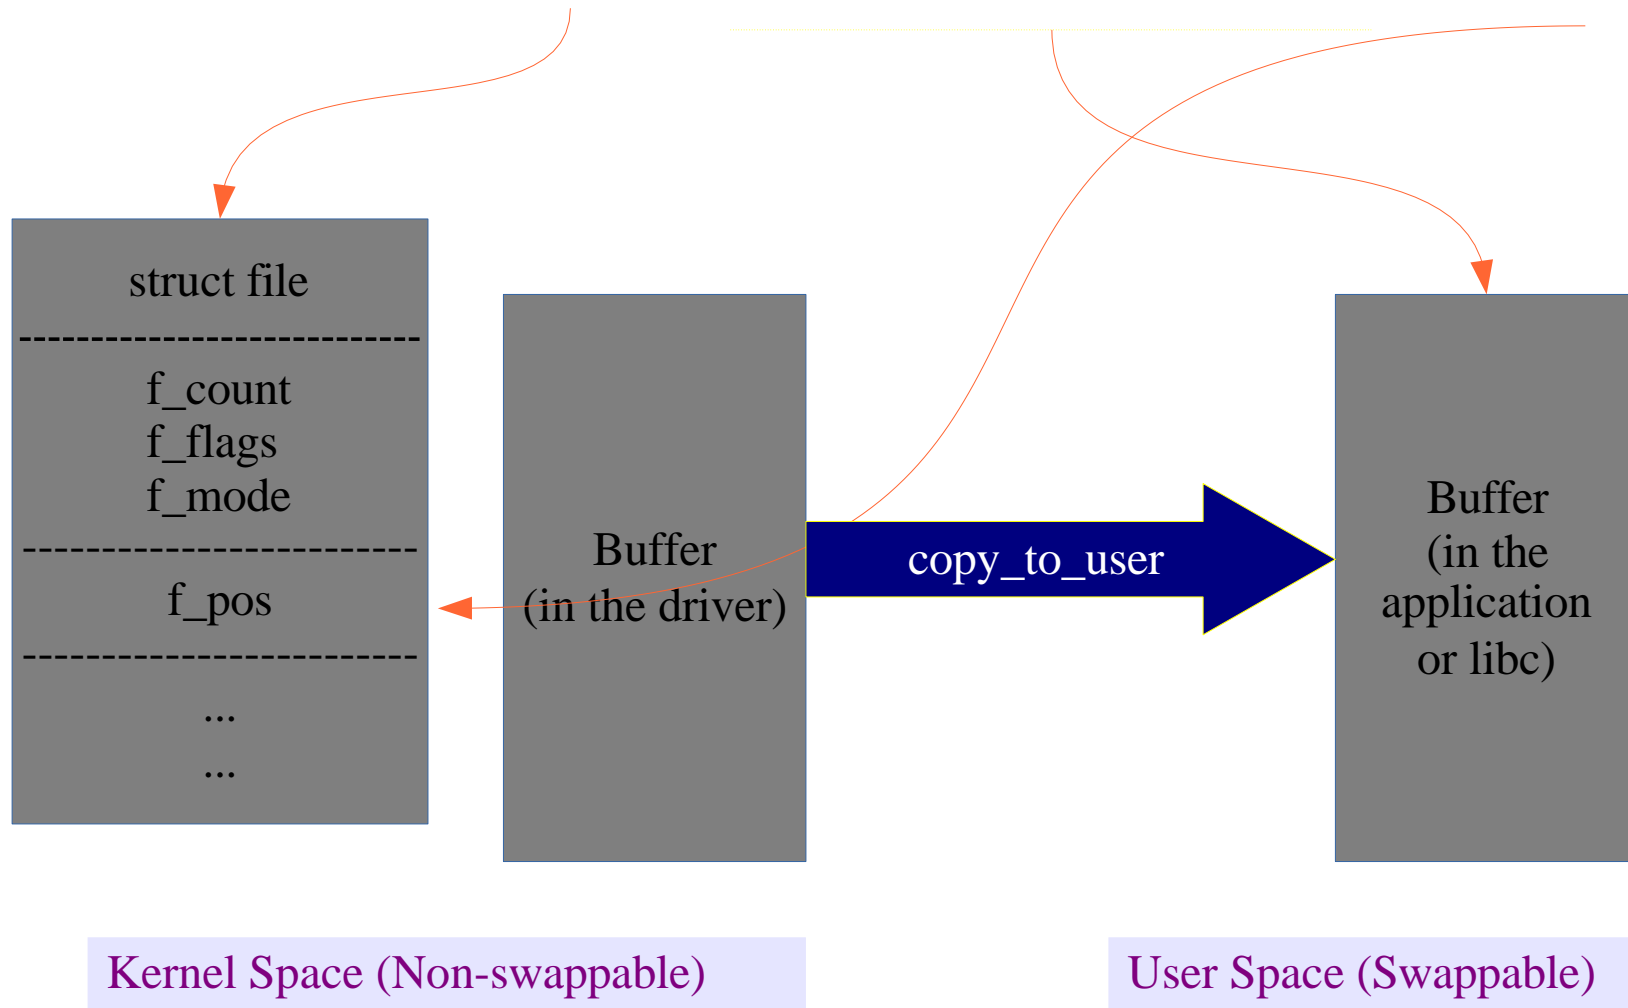 struct file
f_count
f_flags
f_mode
f_pos
...
...
Buffer
(in the driver)
copy_to_user
Buffer
(in the
application
or libc)
Kernel Space (Non-swappable)
User Space (Swappable)